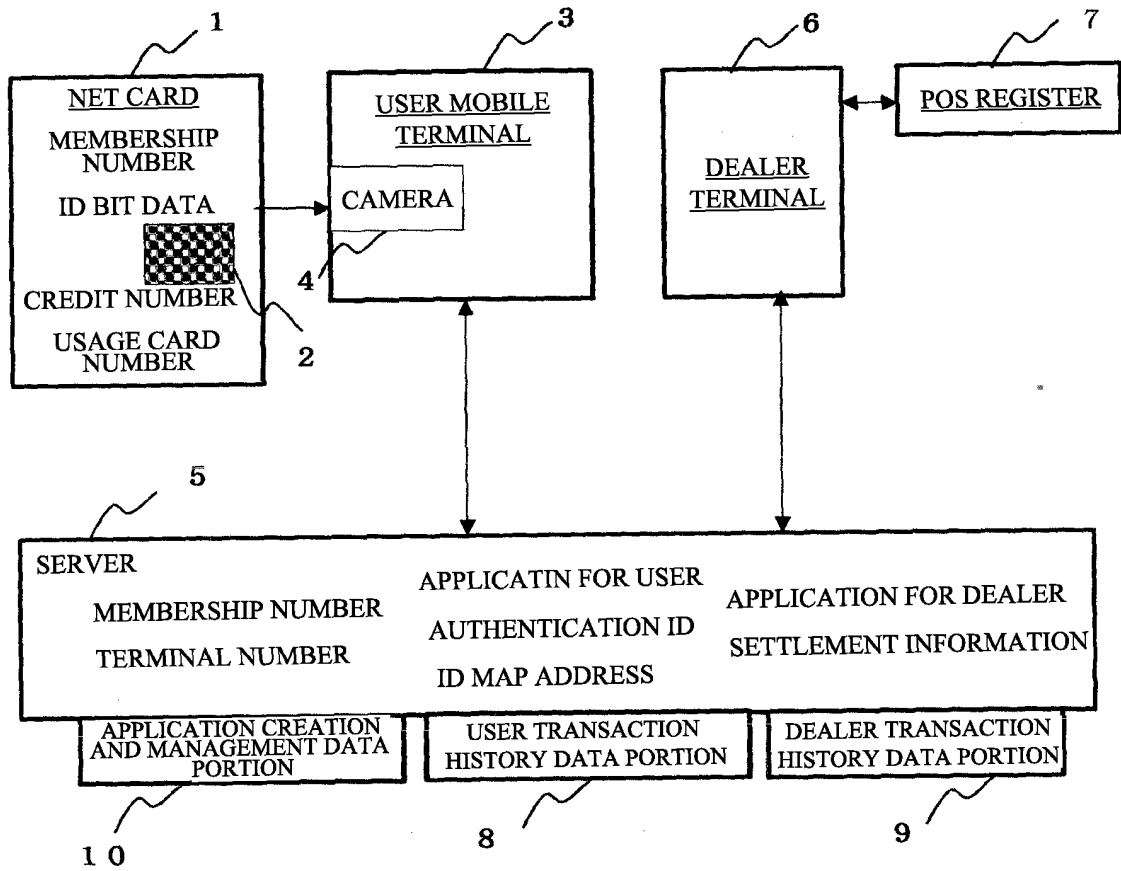 1
NET CARD
MEMBERSHIP
NUMBER
ID BIT DATA
CREDIT NUMBER
USAGE CARD
NUMBER
2
3
USER MOBILE
TERMINAL
CAMERA
4
6
DEALER
TERMINAL
7
POS REGISTER
5
SERVER
MEMBERSHIP NUMBER
TERMINAL NUMBER
APPLICATIN FOR USER
AUTHENTICATION ID
ID MAP ADDRESS
APPLICATION FOR DEALER
SETTLEMENT INFORMATION
APPLICATION CREATION
AND MANAGEMENT DATA
PORTION
10
USER TRANSACTION
HISTORY DATA PORTION
8
DEALER TRANSACTION
HISTORY DATA PORTION
9